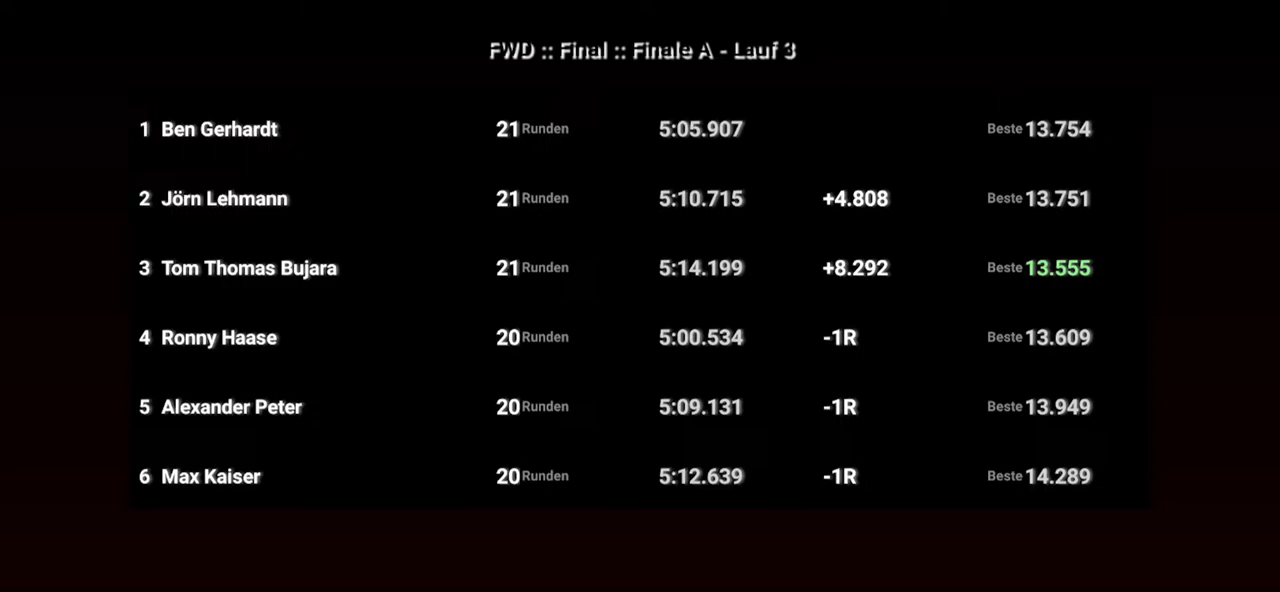 FWD :: Final :: Finale A - Lauf 3
1 Ben Gerhardt 21 Runden 5:05.907 Beste 13.754
2 Jörn Lehmann 21 Runden 5:10.715 +4.808 Beste 13.751
3 Tom Thomas Bujara 21 Runden 5:14.199 +8.292 Beste 13.555
4 Ronny Haase 20 Runden 5:00.534 -1R Beste 13.609
5 Alexander Peter 20 Runden 5:09.131 -1R Beste 13.949
6 Max Kaiser 20 Runden 5:12.639 -1R Beste 14.289